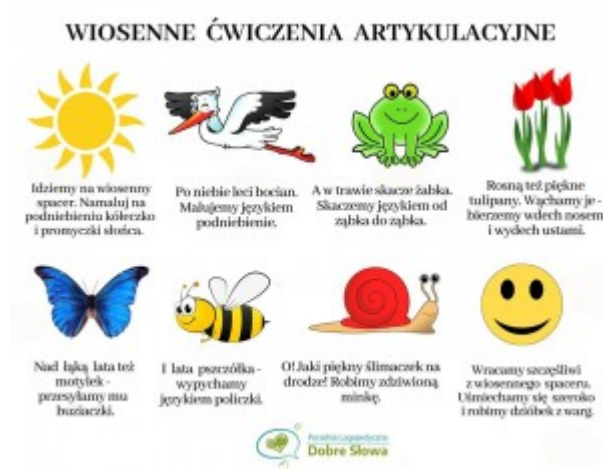 WIOSENNE ĆWICZENIA ARTYKULACYJNE
Idziemy na wiosenny
spacer. Namaluj na
podniebieniu kółeczko
i promyczki słońca.
Po niebie leci bocian.
Malujemy językiem
podniebienie.
A w trawie skacze żabka.
Skaczemy językiem od
ząbka do ząbka.
Rosną też piękne
tulipany. Wąchamy je -
bierzemy wdech nosem
i wydech ustami.
Nad łąką lata też
motylek -
przesyłamy mu
buziaczki.
I lata pszczółka -
wypychamy
językiem policzki.
O! Jaki piękny ślimaczek na
drodze! Robimy zdziwioną
minkę.
Wracamy szczęśliwi
z wiosennego spaceru.
Uśmiechamy się szeroko
i robimy dzióbek z warg.
Poradnia Logopedyczna
Dobre Słowa